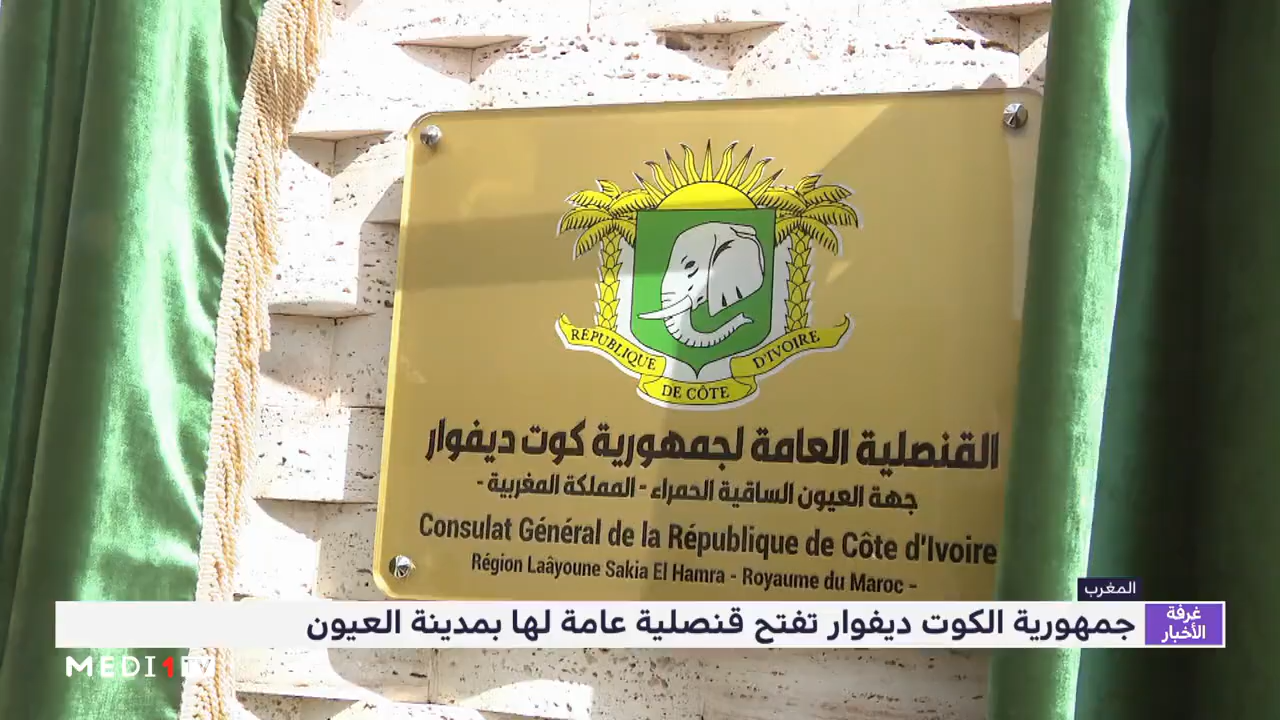 REPUBLIQUE DE CÔTE D'IVOIRE
القنصلية العامة لجمهورية كوت ديفوار
جهة العيون الساقية الحمراء - المملكة المغربية -
Consulat Général de la République de Côte d'Ivoire
Région Laâyoune Sakia El Hamra - Royaume du Maroc -
المغرب
غرفة الأخبار
جمهورية الكوت ديفوار تفتح قنصلية عامة لها بمدينة العيون
MEDI1TV